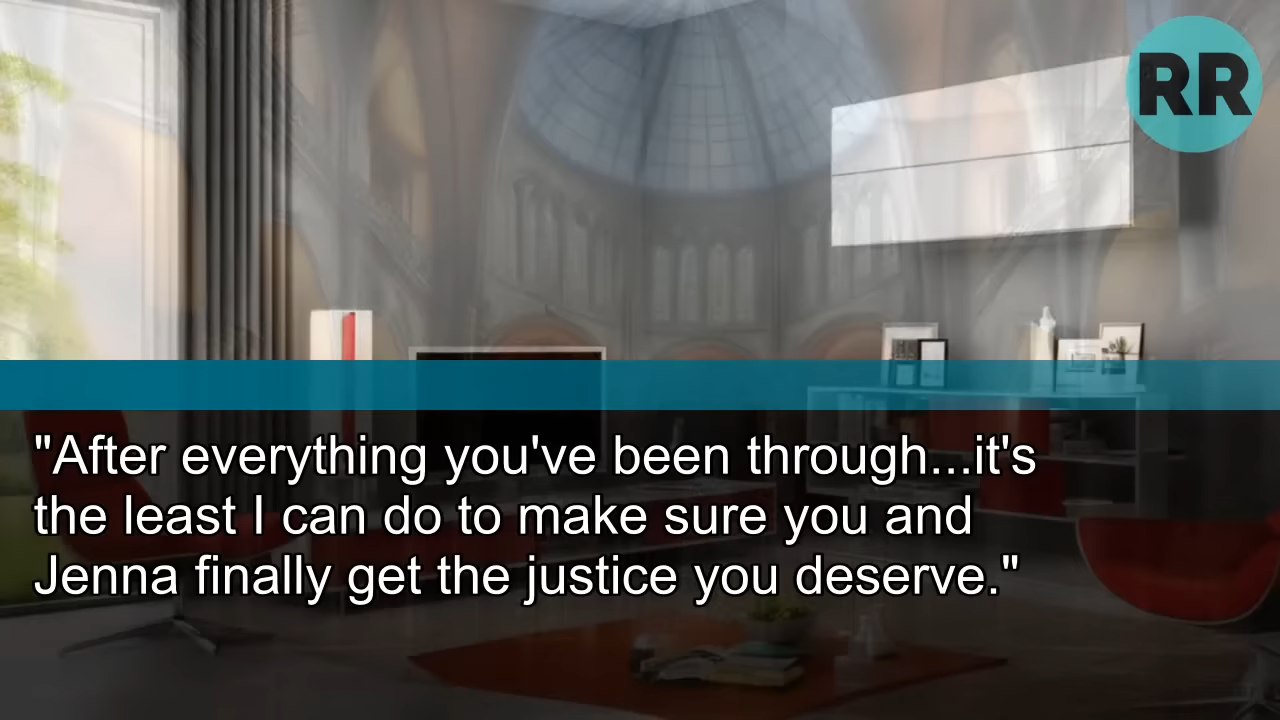 RR
"After everything you've been through...it's
the least I can do to make sure you and
Jenna finally get the justice you deserve."